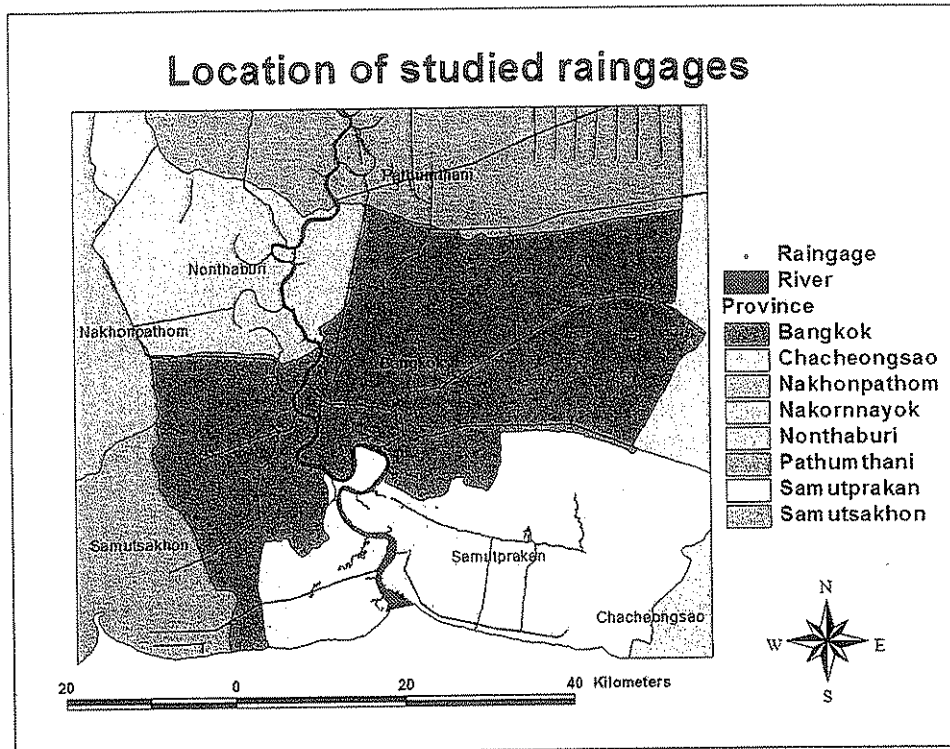 Location of studied raingages
Pathumthani
Nonthaburi
Nakhonpathom
Bangkok
Samutsakhon
Samutprakan
Chacheongsao
Raingage
River
Province
Bangkok
Chacheongsao
Nakhonpathom
Nakornnayok
Nonthaburi
Pathumthani
Samutprakan
Samutsakhon
N
W E
S
20 0 20 40 Kilometers